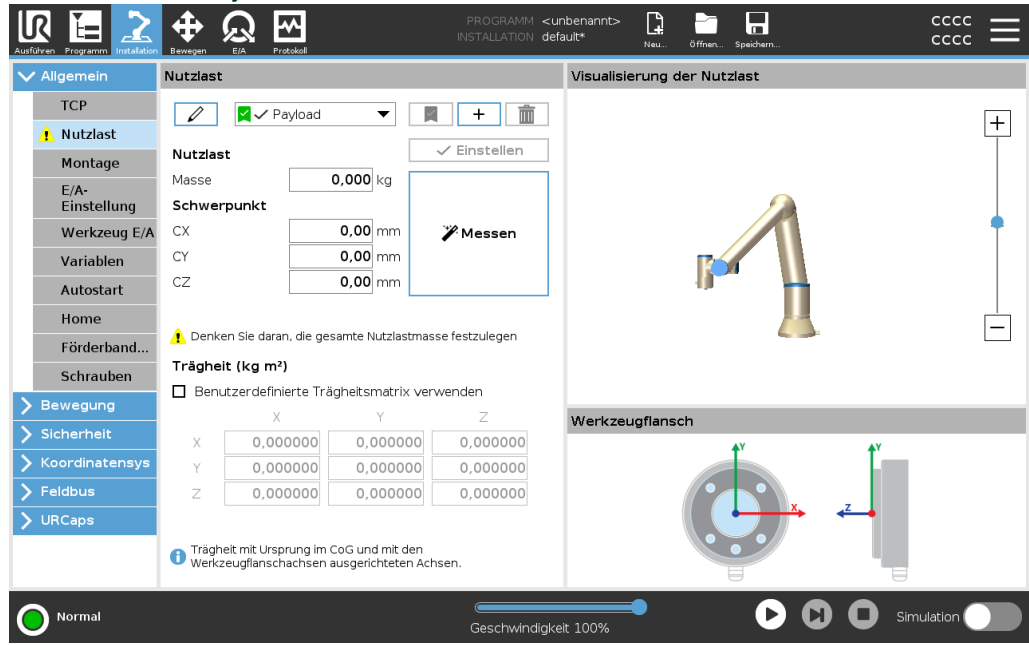 PROGRAMM <unbenannt>
INSTALLATION default*
Ausführen Programm Installation Bewegen E/A Protokoll
Neu... Öffnen... Speichern...
CCCC
CCCC
Allgemein
TCP
Nutzlast
Montage
E/A-
Einstellung
Werkzeug E/A
Variablen
Autostart
Home
Förderband...
Schrauben
Bewegung
Sicherheit
Koordinatensys
Feldbus
URCaps
Nutzlast
Payload
+
Einstellen
Nutzlast
Masse 0,000 kg
Schwerpunkt
CX 0,00 mm
CY 0,00 mm
CZ 0,00 mm
Messen
Denken Sie daran, die gesamte Nutzlastmasse festzulegen
Trägheit (kg m²)
Benutzerdefinierte Trägheitsmatrix verwenden
X Y Z
X 0,000000 0,000000 0,000000
Y 0,000000 0,000000 0,000000
Z 0,000000 0,000000 0,000000
Trägheit mit Ursprung im CoG und mit den
Werkzeugflanschachsen ausgerichteten Achsen.
Visualisierung der Nutzlast
Werkzeugflansch
Y Y
X Z
Normal
Geschwindigkeit 100%
Simulation